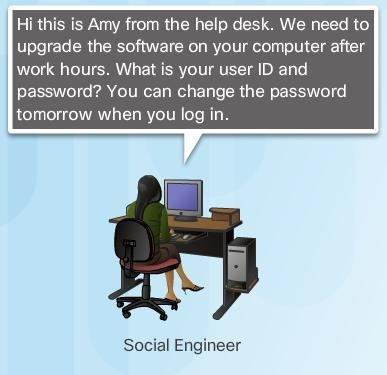 Hi this is Amy from the help desk. We need to
upgrade the software on your computer after
work hours. What is your user ID and
password? You can change the password
tomorrow when you log in.
Social Engineer